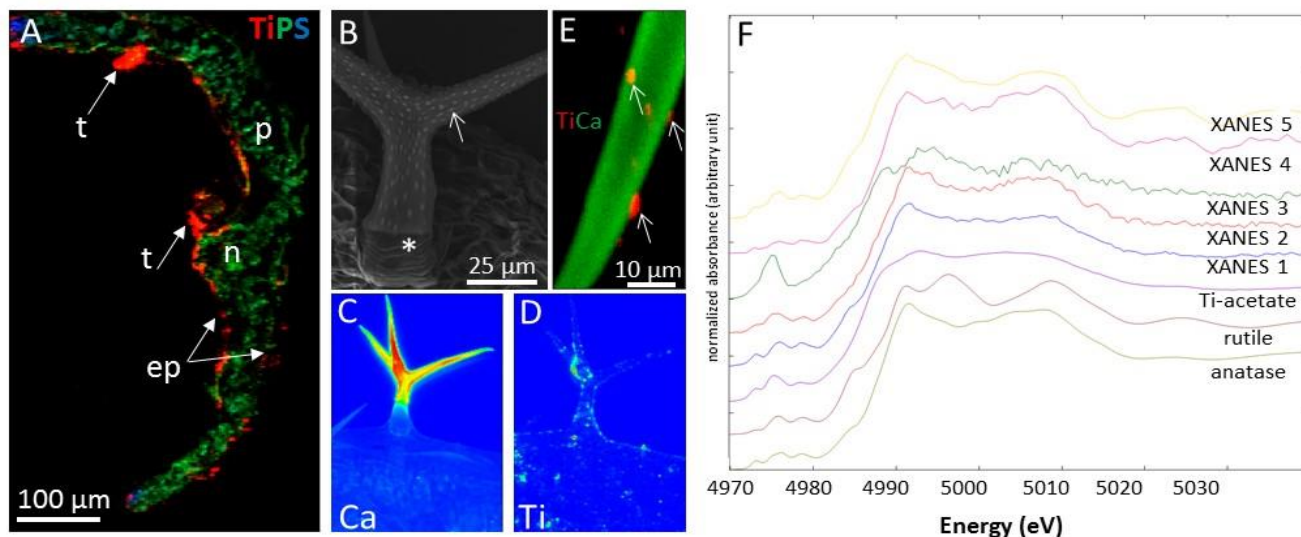 A
TiPS
t
p
t
n
ep
100 µm
B
*
25 µm
E
TiCa
10 µm
C
Ca
D
Ti
F
normalized absorbance (arbitrary unit)
XANES 5
XANES 4
XANES 3
XANES 2
XANES 1
Ti-acetate
rutile
anatase
4970 4980 4990 5000 5010 5020 5030
Energy (eV)